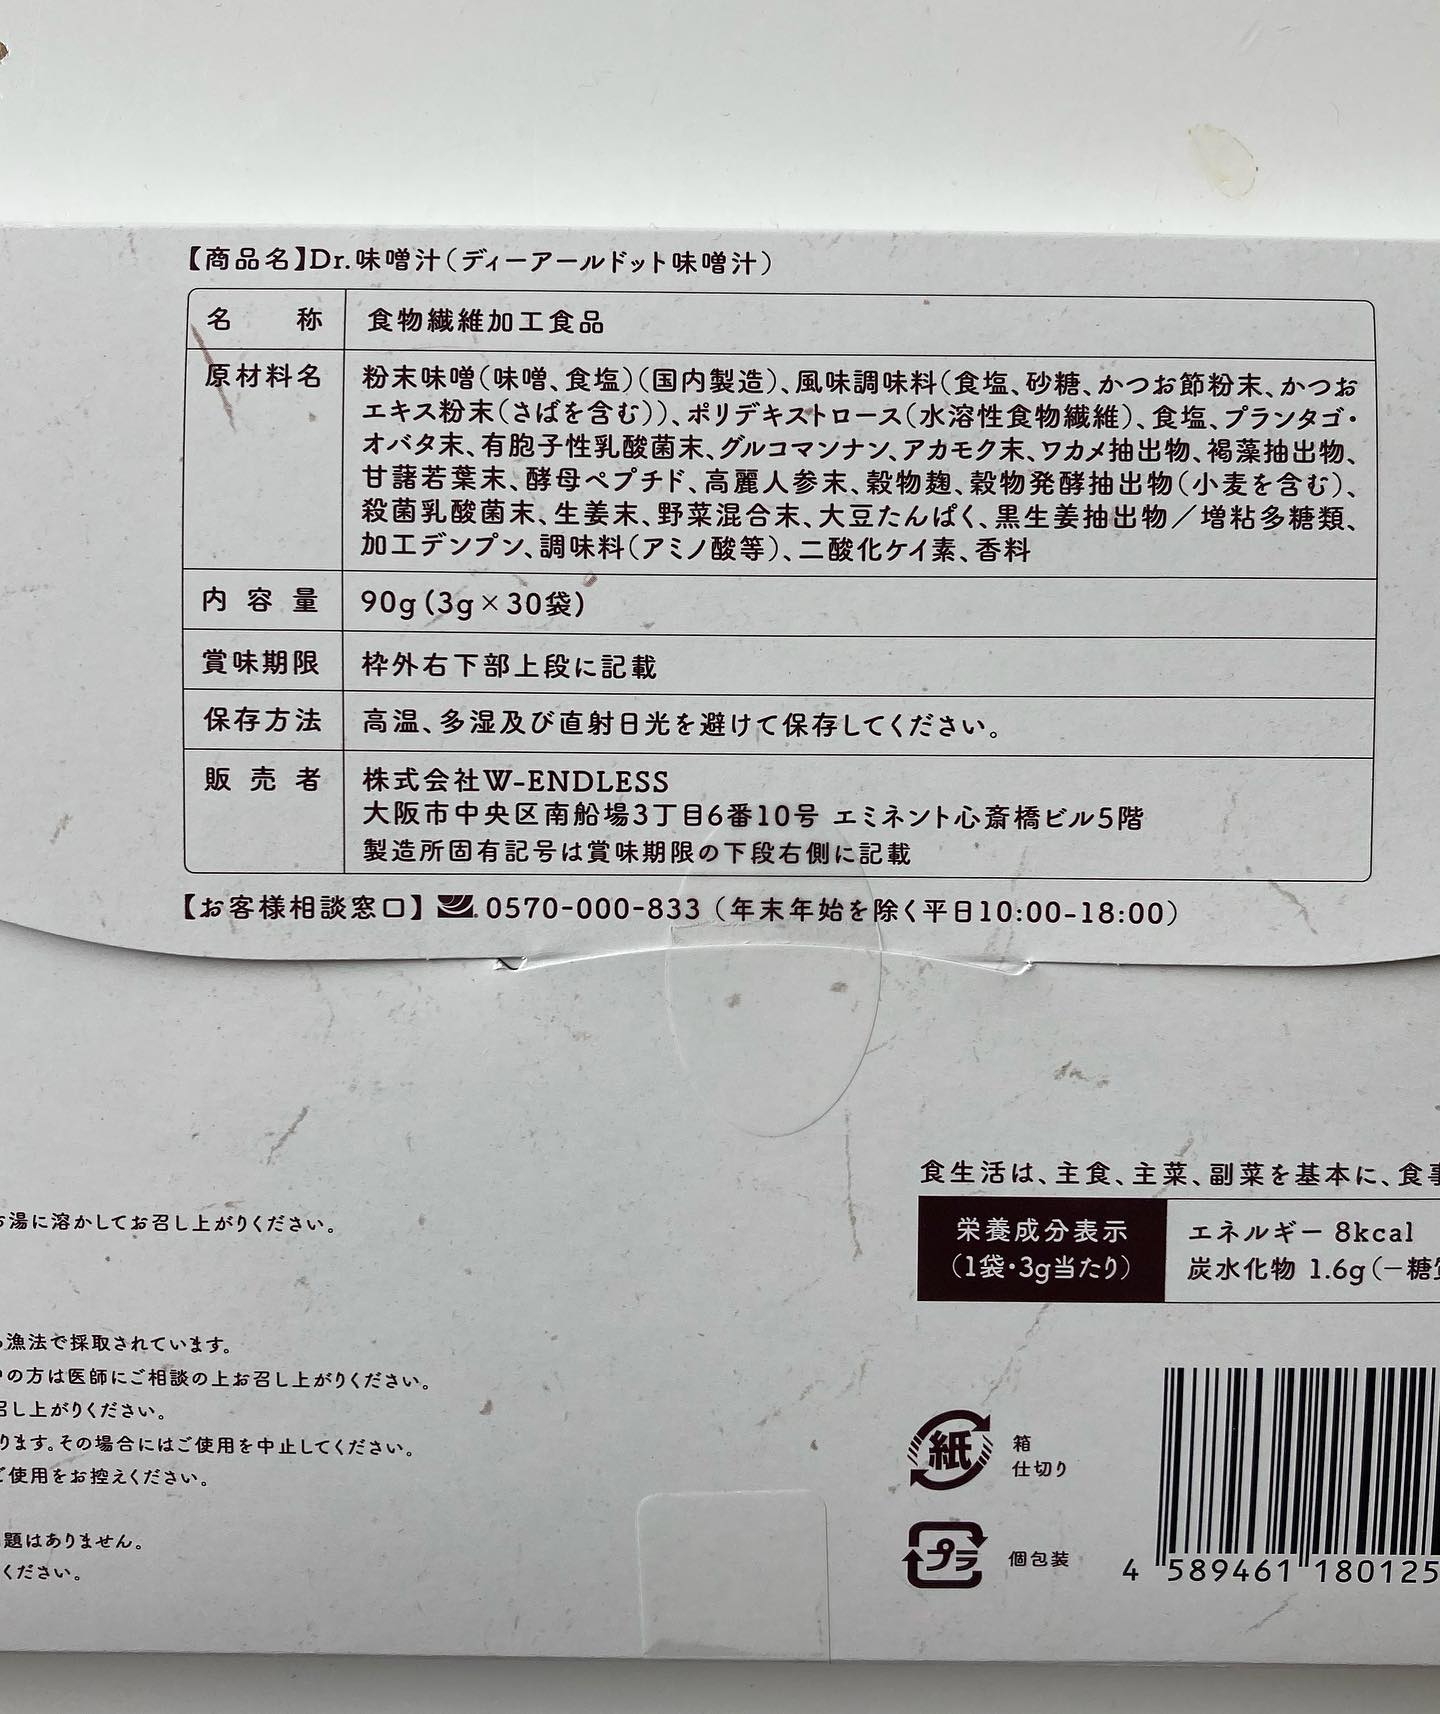 【商品名】Dr.味噌汁（ディーアールドット味噌汁）
名 称 食物繊維加工食品
原材料名 粉末味噌（味噌、食塩）（国内製造）、風味調味料（食塩、砂糖、かつお節粉末、かつお
エキス粉末（さばを含む））、ポリデキストロース（水溶性食物繊維）、食塩、プランタゴ・
オバタ末、有胞子性乳酸菌末、グルコマンナン、アカモク末、ワカメ抽出物、褐藻抽出物、
甘藷若葉末、酵母ペプチド、高麗人参末、穀物麹、穀物発酵抽出物（小麦を含む）、
殺菌乳酸菌末、生姜末、野菜混合末、大豆たんぱく、黒生姜抽出物／増粘多糖類、
加工デンプン、調味料（アミノ酸等）、二酸化ケイ素、香料
内容量 90g（3g×30袋）
賞味期限 枠外右下部上段に記載
保存方法 高温、多湿及び直射日光を避けて保存してください。
販売者 株式会社W-ENDLESS
大阪市中央区南船場3丁目6番10号 エミネント心斎橋ビル5階
製造所固有記号は賞味期限の下段右側に記載
【お客様相談窓口】0570-000-833（年末年始を除く平日10:00-18:00）
食生活は、主食、主菜、副菜を基本に、食事
お湯に溶かしてお召し上がりください。
栄養成分表示 エネルギー 8kcal
（1袋・3g当たり） 炭水化物 1.6g（－糖質
漁法で採取されています。
の方は医師にご相談の上お召し上がりください。
召し上がりください。
ります。その場合にはご使用を中止してください。
ご使用をお控えください。
題はありません。
ください。
紙 箱
仕切り
プラ 個包装
4 589461 180125